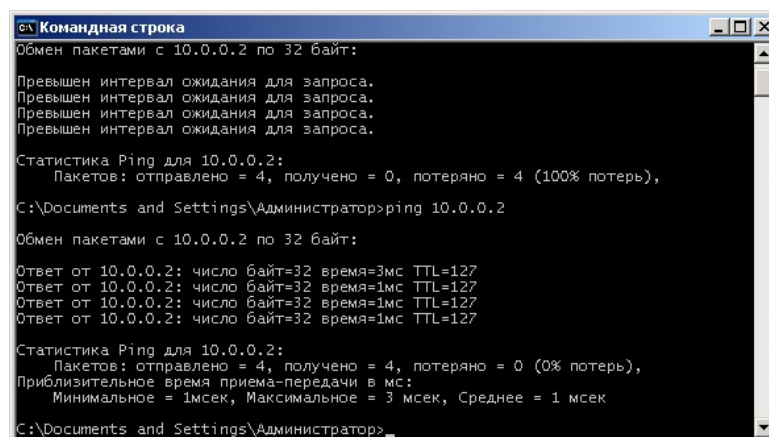 Командная строка
Обмен пакетами с 10.0.0.2 по 32 байт:
Превышен интервал ожидания для запроса.
Превышен интервал ожидания для запроса.
Превышен интервал ожидания для запроса.
Превышен интервал ожидания для запроса.
Статистика Ping для 10.0.0.2:
Пакетов: отправлено = 4, получено = 0, потеряно = 4 (100% потерь),
C:\Documents and Settings\Администратор>ping 10.0.0.2
Обмен пакетами с 10.0.0.2 по 32 байт:
Ответ от 10.0.0.2: число байт=32 время=3мс TTL=127
Ответ от 10.0.0.2: число байт=32 время=1мс TTL=127
Ответ от 10.0.0.2: число байт=32 время=1мс TTL=127
Ответ от 10.0.0.2: число байт=32 время=1мс TTL=127
Статистика Ping для 10.0.0.2:
Пакетов: отправлено = 4, получено = 4, потеряно = 0 (0% потерь),
Приблизительное время приема-передачи в мс:
Минимальное = 1мсек, Максимальное = 3 мсек, Среднее = 1 мсек
C:\Documents and Settings\Администратор>_